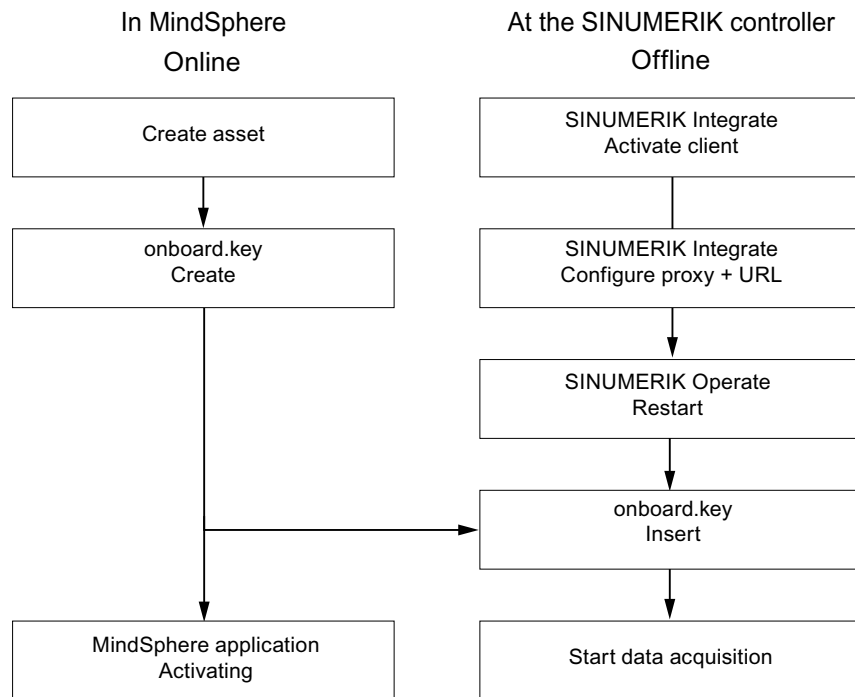 In MindSphere
Online
At the SINUMERIK controller
Offline
Create asset
SINUMERIK Integrate
Activate client
onboard.key
Create
SINUMERIK Integrate
Configure proxy + URL
SINUMERIK Operate
Restart
onboard.key
Insert
MindSphere application
Activating
Start data acquisition